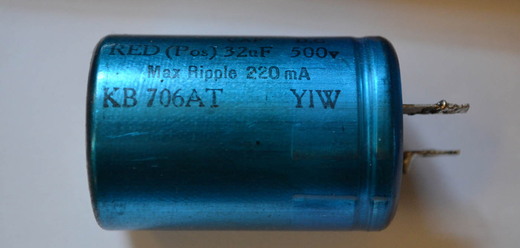 RED (Pos) 32uF 500v
Max Ripple 220 mA
KB 706AT YIW